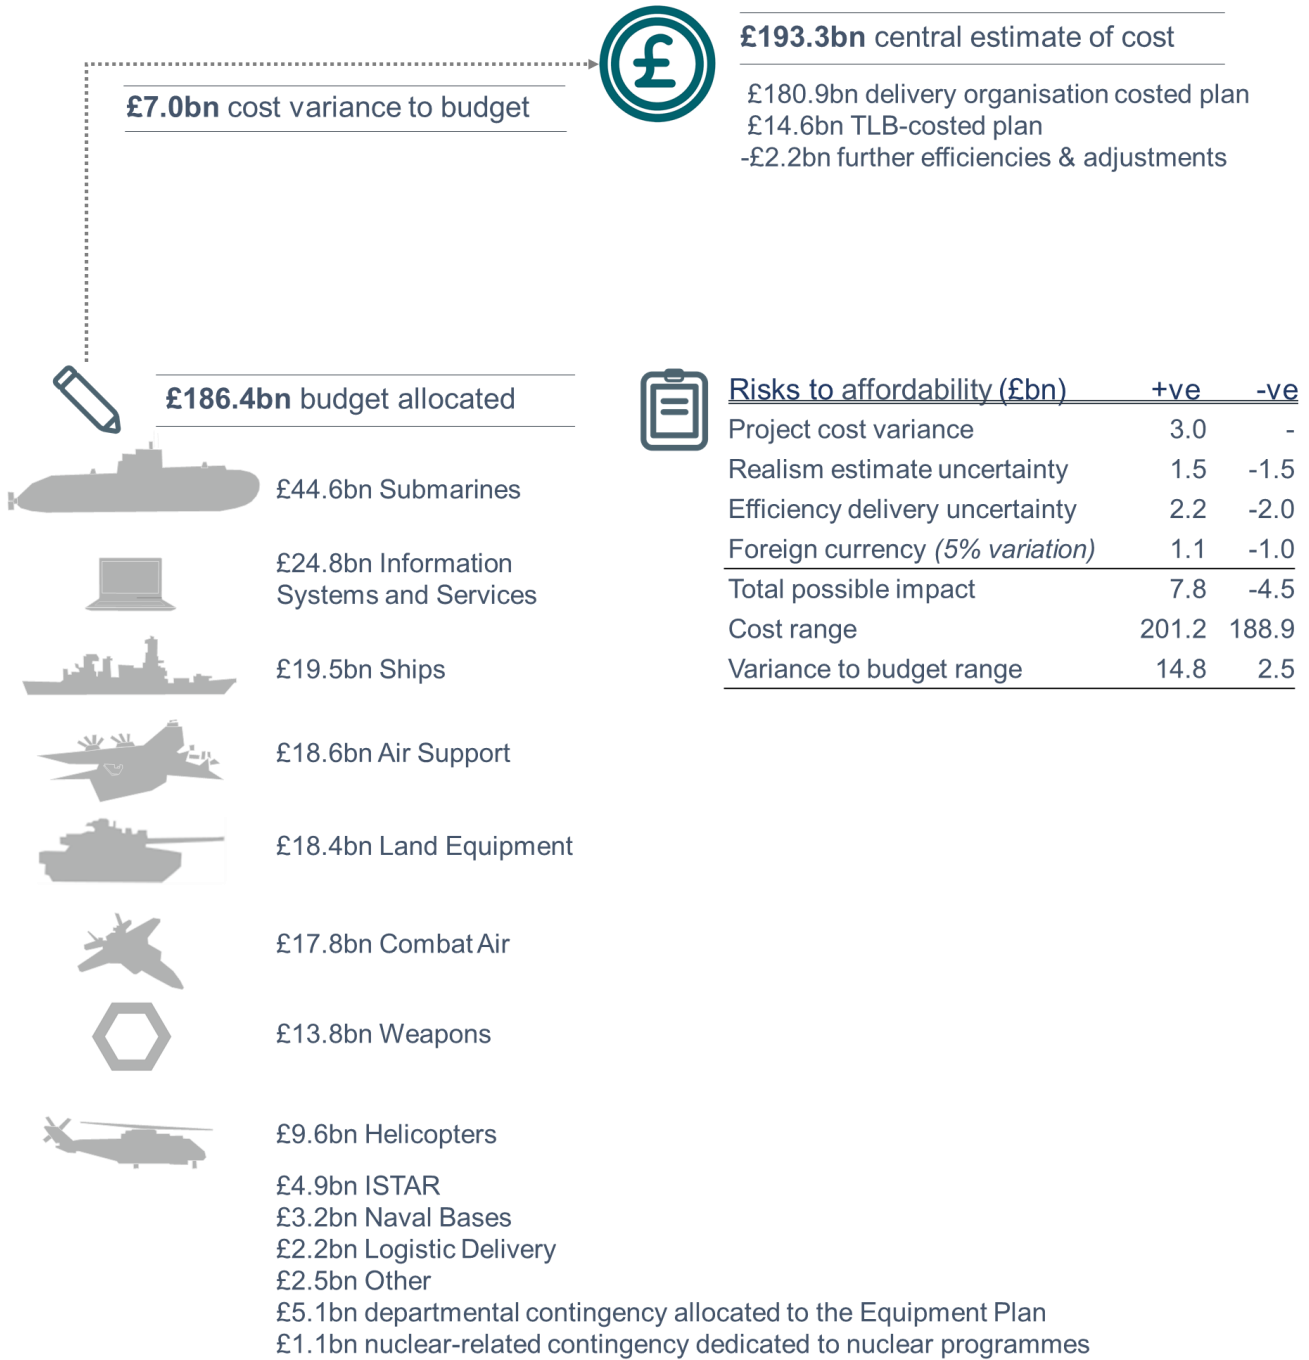 £193.3bn central estimate of cost
£7.0bn cost variance to budget
£180.9bn delivery organisation costed plan
£14.6bn TLB-costed plan
-£2.2bn further efficiencies & adjustments
£186.4bn budget allocated
£44.6bn Submarines
£24.8bn Information
Systems and Services
£19.5bn Ships
£18.6bn Air Support
£18.4bn Land Equipment
£17.8bn Combat Air
£13.8bn Weapons
£9.6bn Helicopters
£4.9bn ISTAR
£3.2bn Naval Bases
£2.2bn Logistic Delivery
£2.5bn Other
£5.1bn departmental contingency allocated to the Equipment Plan
£1.1bn nuclear-related contingency dedicated to nuclear programmes
Risks to affordability (£bn) +ve -ve
Project cost variance 3.0 -
Realism estimate uncertainty 1.5 -1.5
Efficiency delivery uncertainty 2.2 -2.0
Foreign currency (5% variation) 1.1 -1.0
Total possible impact 7.8 -4.5
Cost range 201.2 188.9
Variance to budget range 14.8 2.5